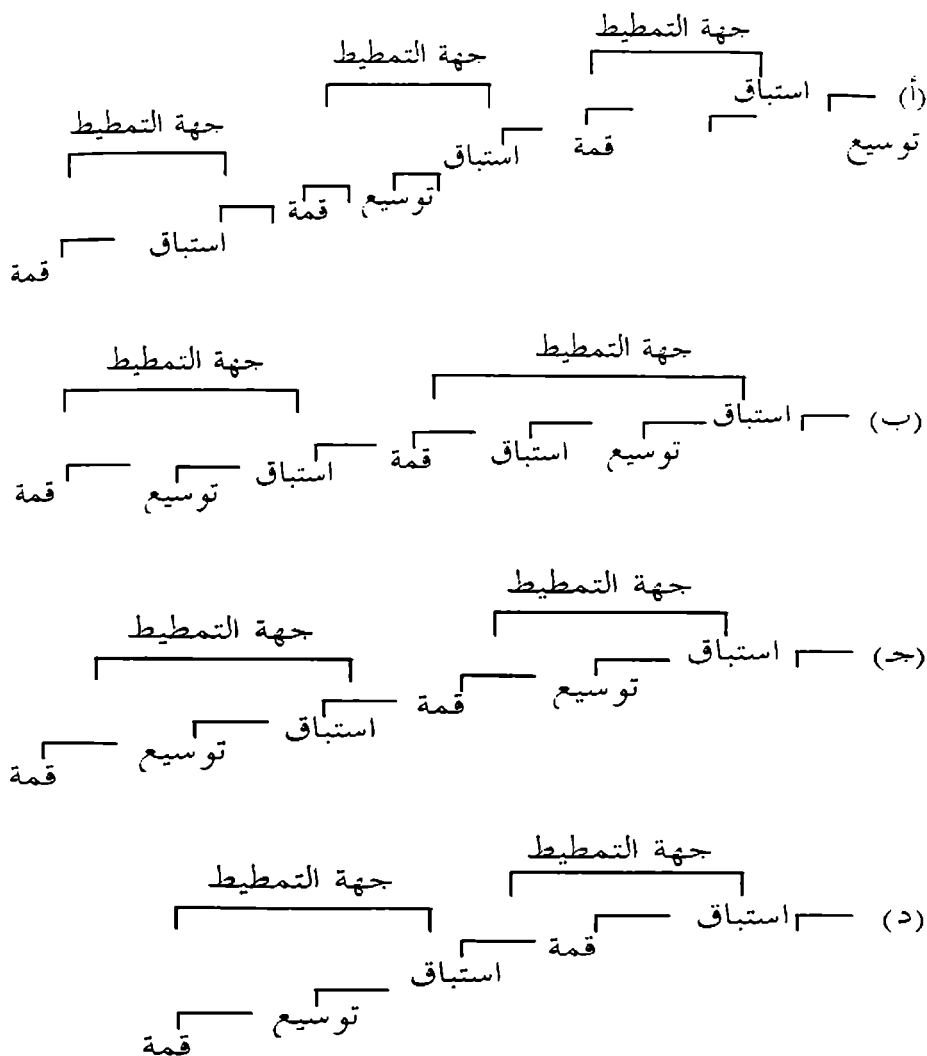 جهة التمطيط
جهة التمطيط
جهة التمطيط
(أ) استباق
توسيع قمة استباق توسيع قمة
استباق قمة
جهة التمطيط جهة التمطيط
(ب) استباق
توسيع استباق قمة استباق توسيع قمة
جهة التمطيط
جهة التمطيط
(جـ) استباق
توسيع قمة استباق توسيع قمة
جهة التمطيط
جهة التمطيط
(د) استباق
قمة استباق
توسيع قمة